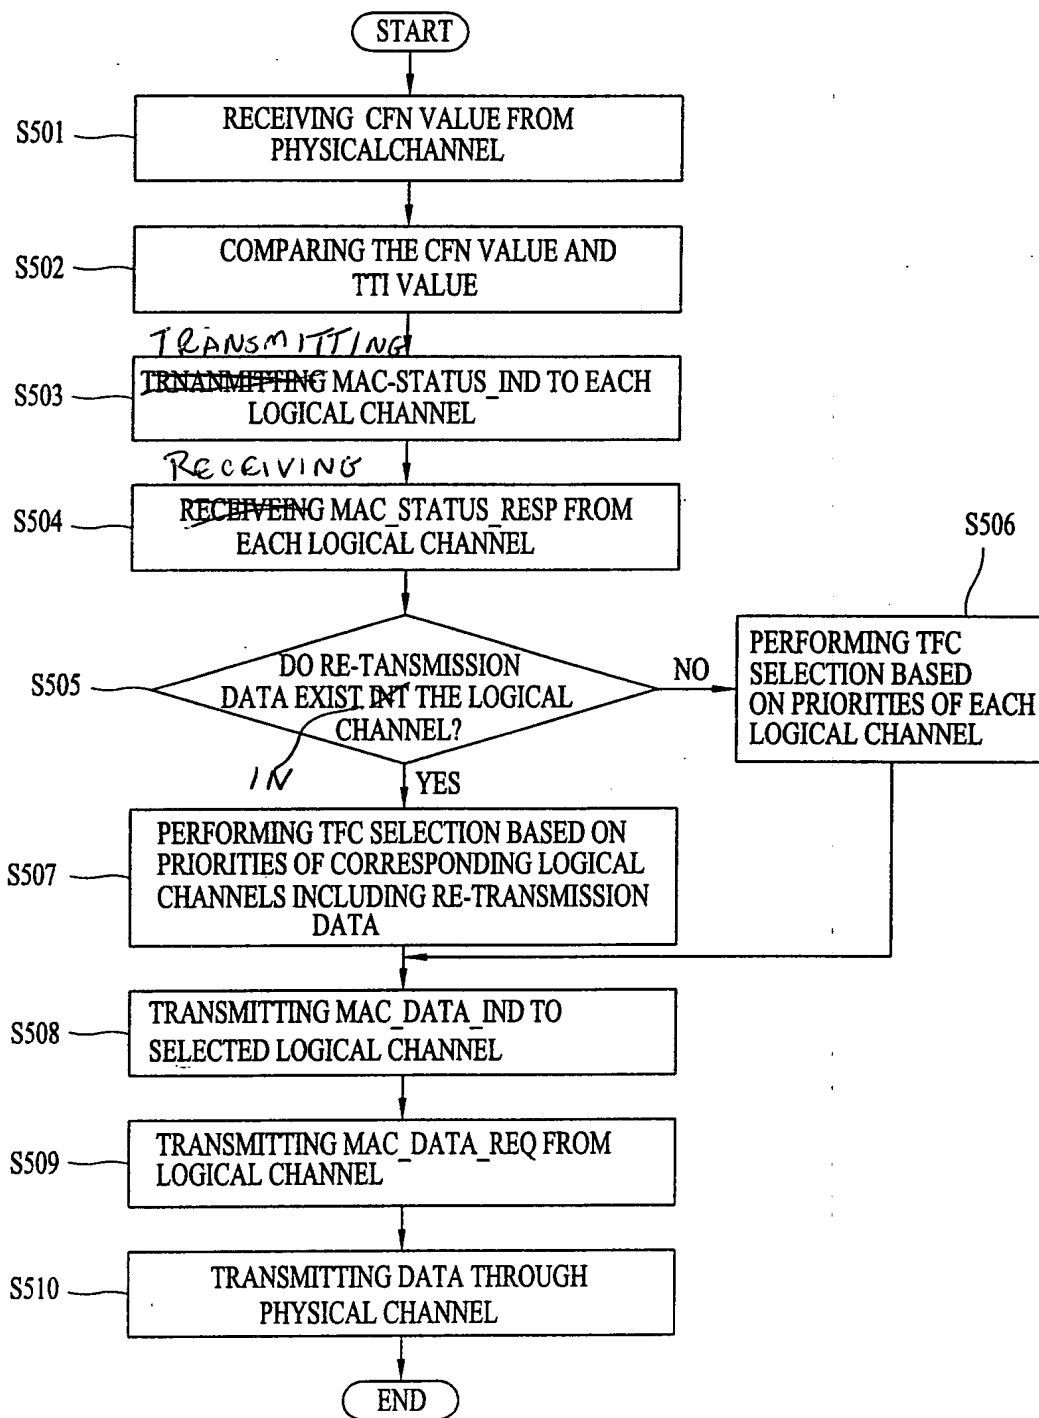 START
S501
RECEIVING CFN VALUE FROM
PHYSICALCHANNEL
S502
COMPARING THE CFN VALUE AND
TTI VALUE
TRANSMITTING
S503
TRNANMITTING MAC-STATUS_IND TO EACH
LOGICAL CHANNEL
RECEIVING
S504
RECEIVEING MAC_STATUS_RESP FROM
EACH LOGICAL CHANNEL
S506
S505
DO RE-TANSMISSION
DATA EXIST INT THE LOGICAL
CHANNEL?
IN
NO
PERFORMING TFC
SELECTION BASED
ON PRIORITIES OF EACH
LOGICAL CHANNEL
YES
S507
PERFORMING TFC SELECTION BASED ON
PRIORITIES OF CORRESPONDING LOGICAL
CHANNELS INCLUDING RE-TRANSMISSION
DATA
S508
TRANSMITTING MAC_DATA_IND TO
SELECTED LOGICAL CHANNEL
S509
TRANSMITTING MAC_DATA_REQ FROM
LOGICAL CHANNEL
S510
TRANSMITTING DATA THROUGH
PHYSICAL CHANNEL
END